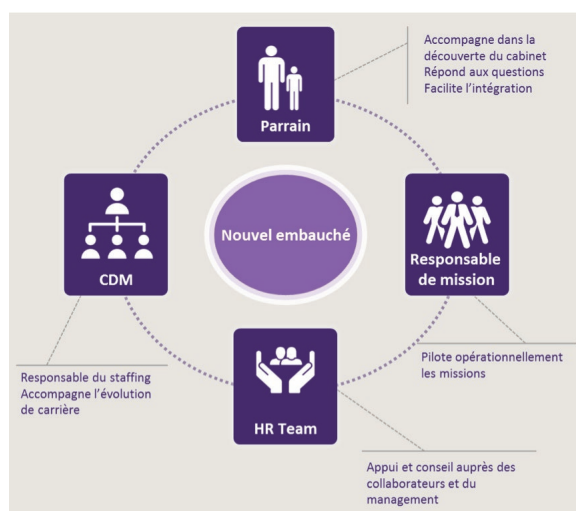 Accompagne dans la
découverte du cabinet
Répond aux questions
Facilite l'intégration
Parrain
Nouvel embauché
CDM
Responsable
de mission
Responsable du staffing
Accompagne l'évolution
de carrière
Pilote opérationnellement
les missions
HR Team
Appui et conseil auprès des
collaborateurs et du
management